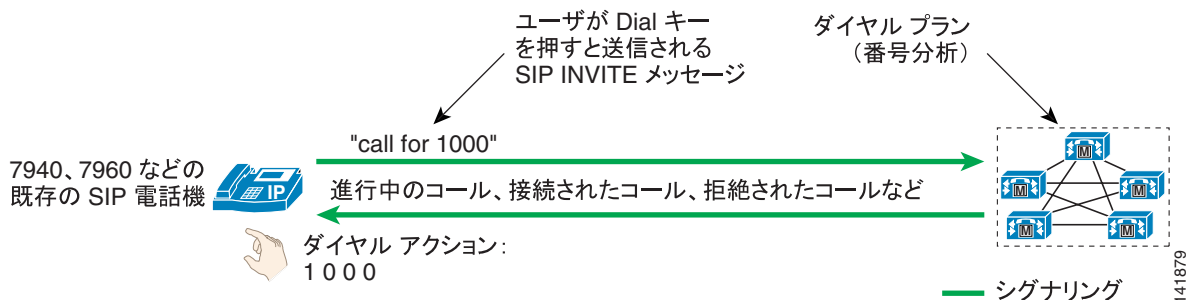 ユーザが Dial キー
を押すと送信される
SIP INVITE メッセージ
ダイヤル プラン
（番号分析）
"call for 1000"
7940、7960 などの
既存の SIP 電話機
IP
進行中のコール、接続されたコール、拒絶されたコールなど
M
M
M
M
M
ダイヤル アクション：
1 0 0 0
シグナリング
141879